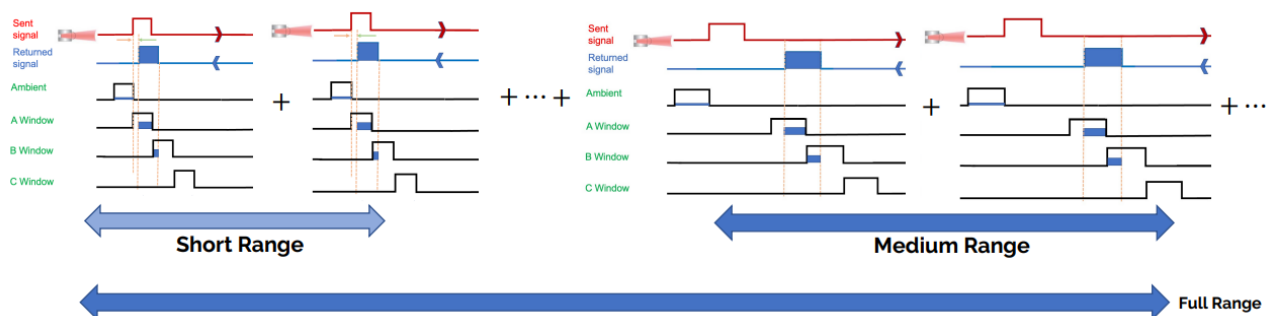 Sent
signal
Returned
signal
Ambient
A Window
B Window
C Window
+
+ ... +
Short Range
Sent
signal
Returned
signal
Ambient
A Window
B Window
C Window
+
+ ...
Medium Range
Full Range